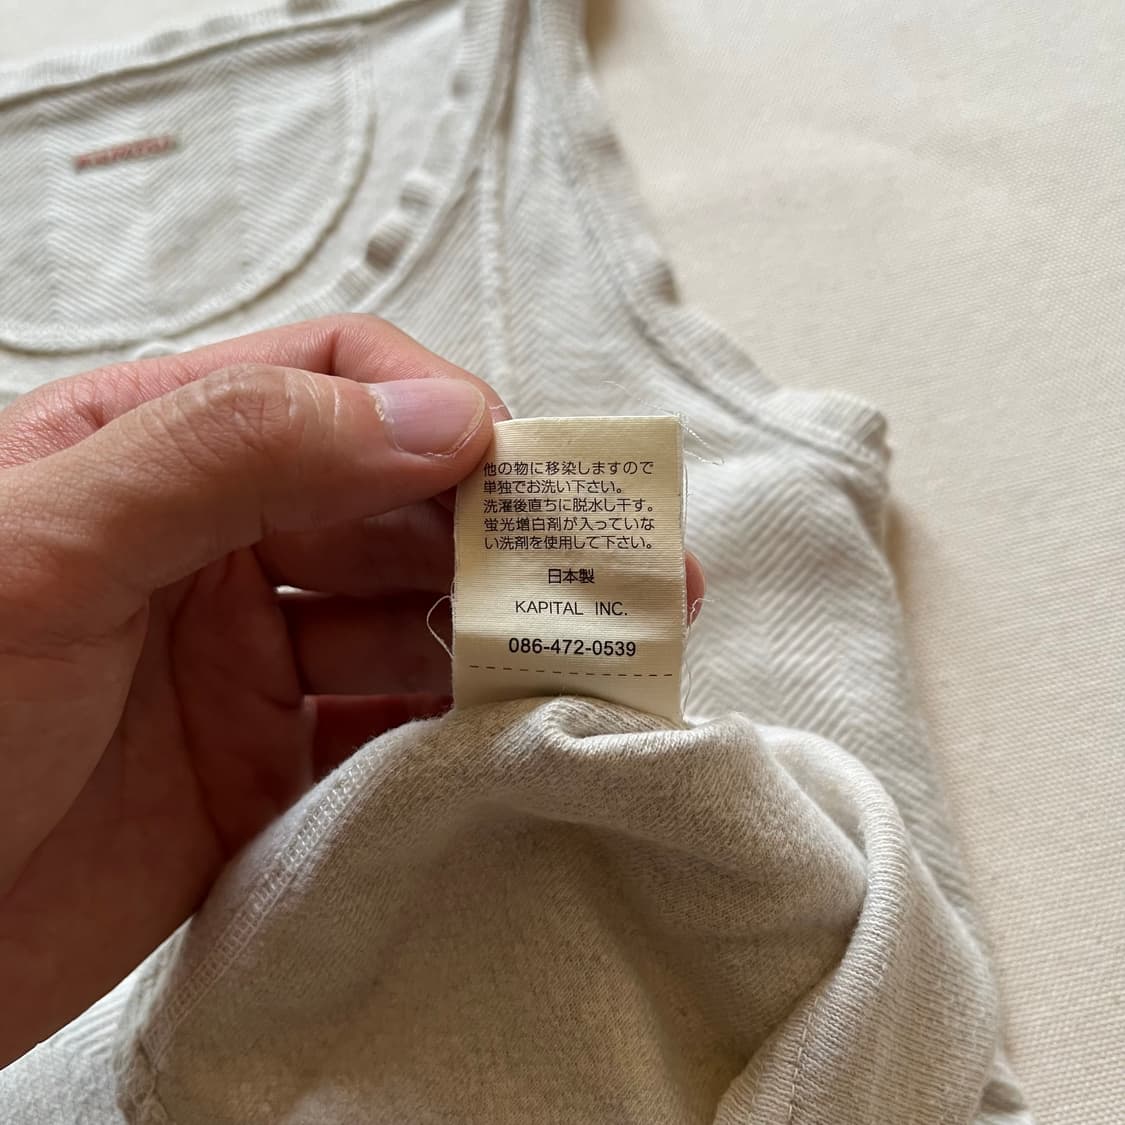 他の物に移染しますので
単独でお洗い下さい。
洗濯後直ちに脱水し干す。
蛍光増白剤が入っていな
い洗剤を使用して下さい。
日本製
KAPITAL INC.
086-472-0539